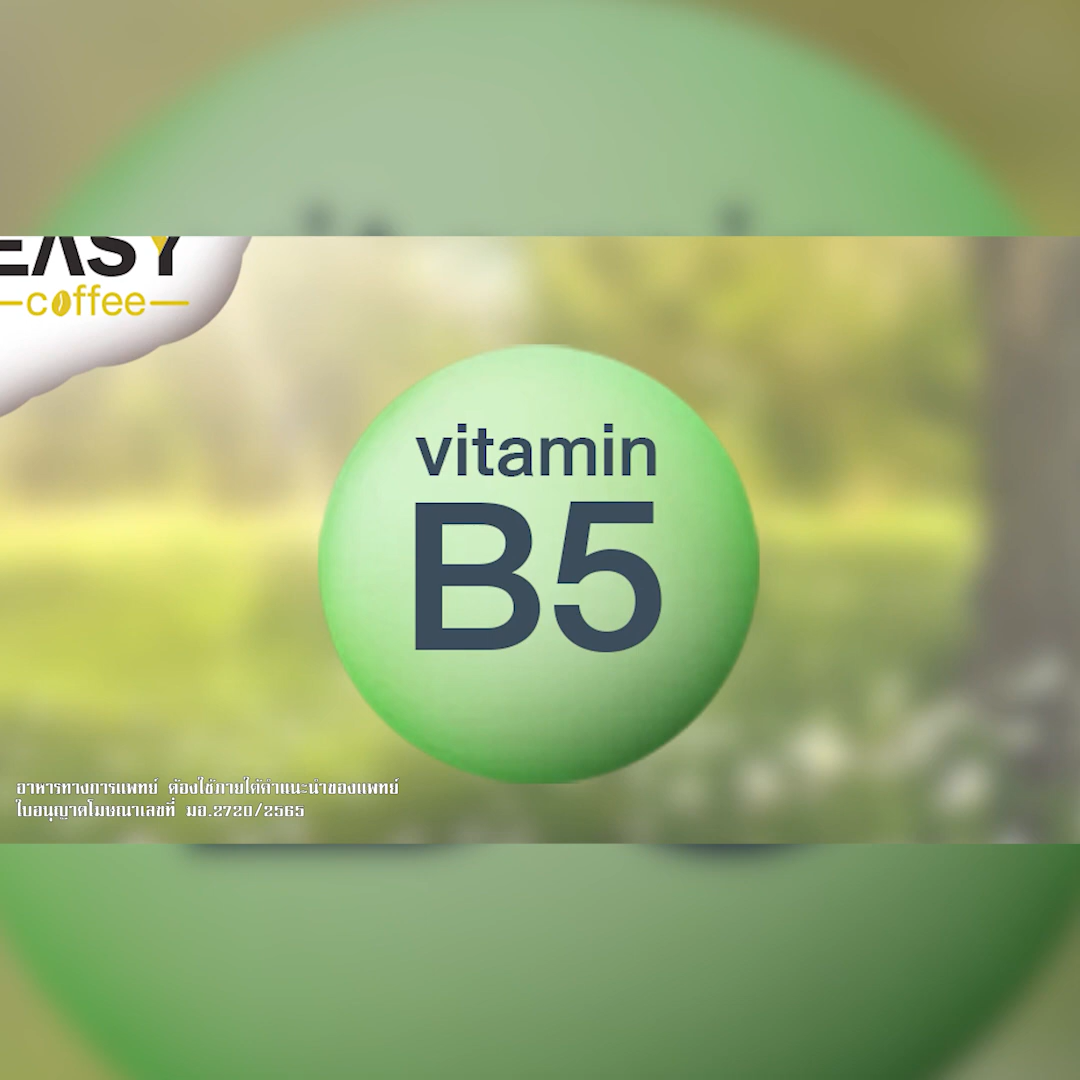 EASY
coffee
vitamin
B5
อาหารทางการแพทย์ ต้องใช้ภายใต้คำแนะนำของแพทย์
ใบอนุญาตโฆษณาเลขที่ มอ.2720/2565